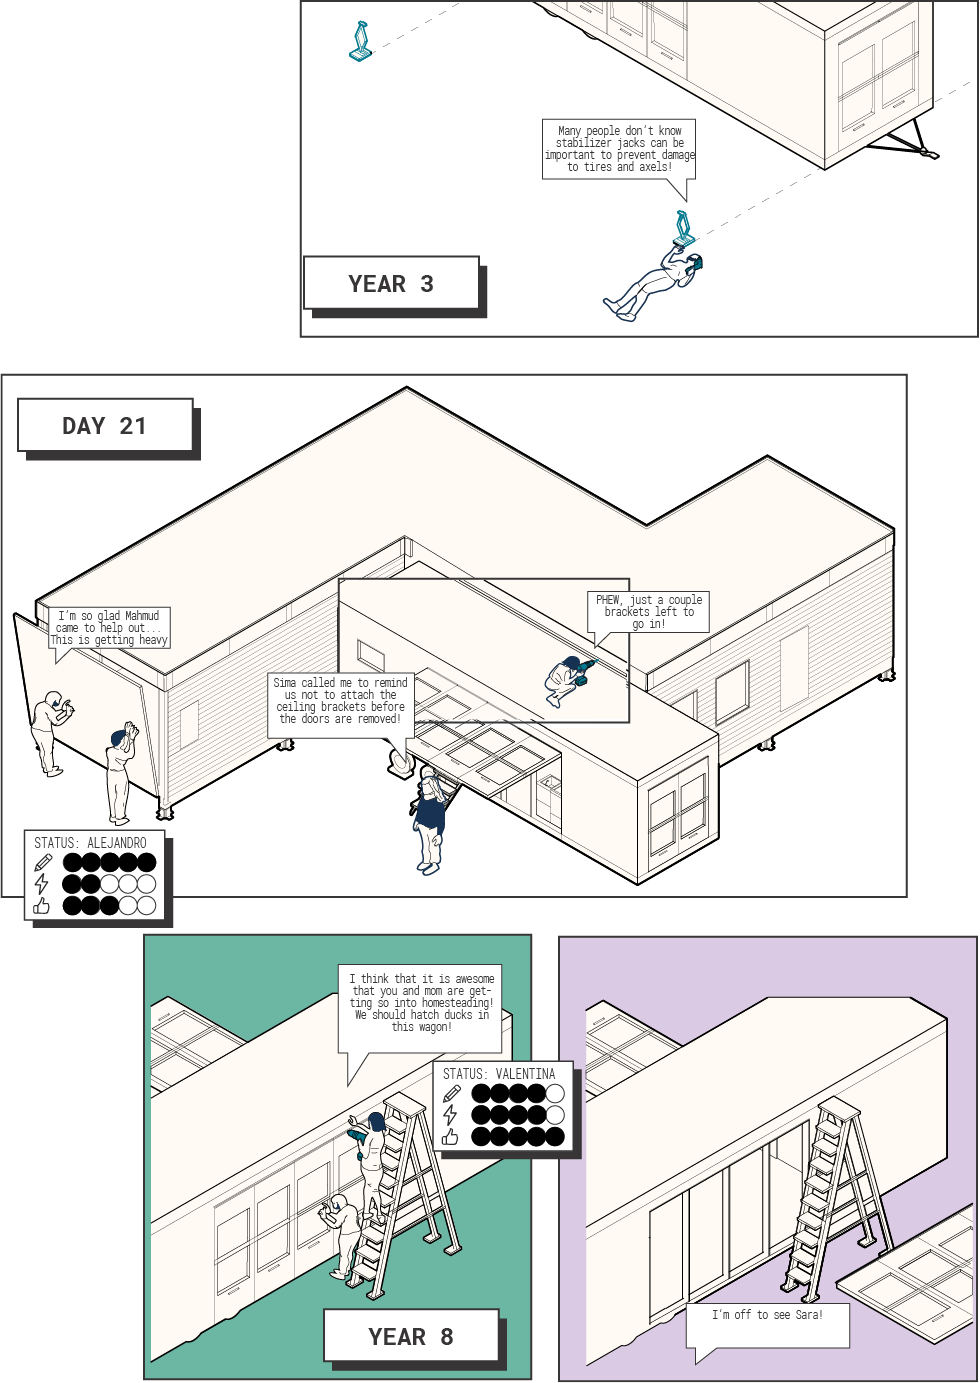 Many people don't know
stabilizer jacks can be
important to prevent damage
to tires and axels!
YEAR 3
DAY 21
I'm so glad Mahmud
came to help out...
This is getting heavy
PHEW, just a couple
brackets left to
go in!
Sima called me to remind
us not to attach the
ceiling brackets before
the doors are removed!
STATUS: ALEJANDRO
I think that it is awesome
that you and mom are get-
ting so into homesteading!
We should hatch ducks in
this wagon!
STATUS: VALENTINA
YEAR 8
I'm off to see Sara!